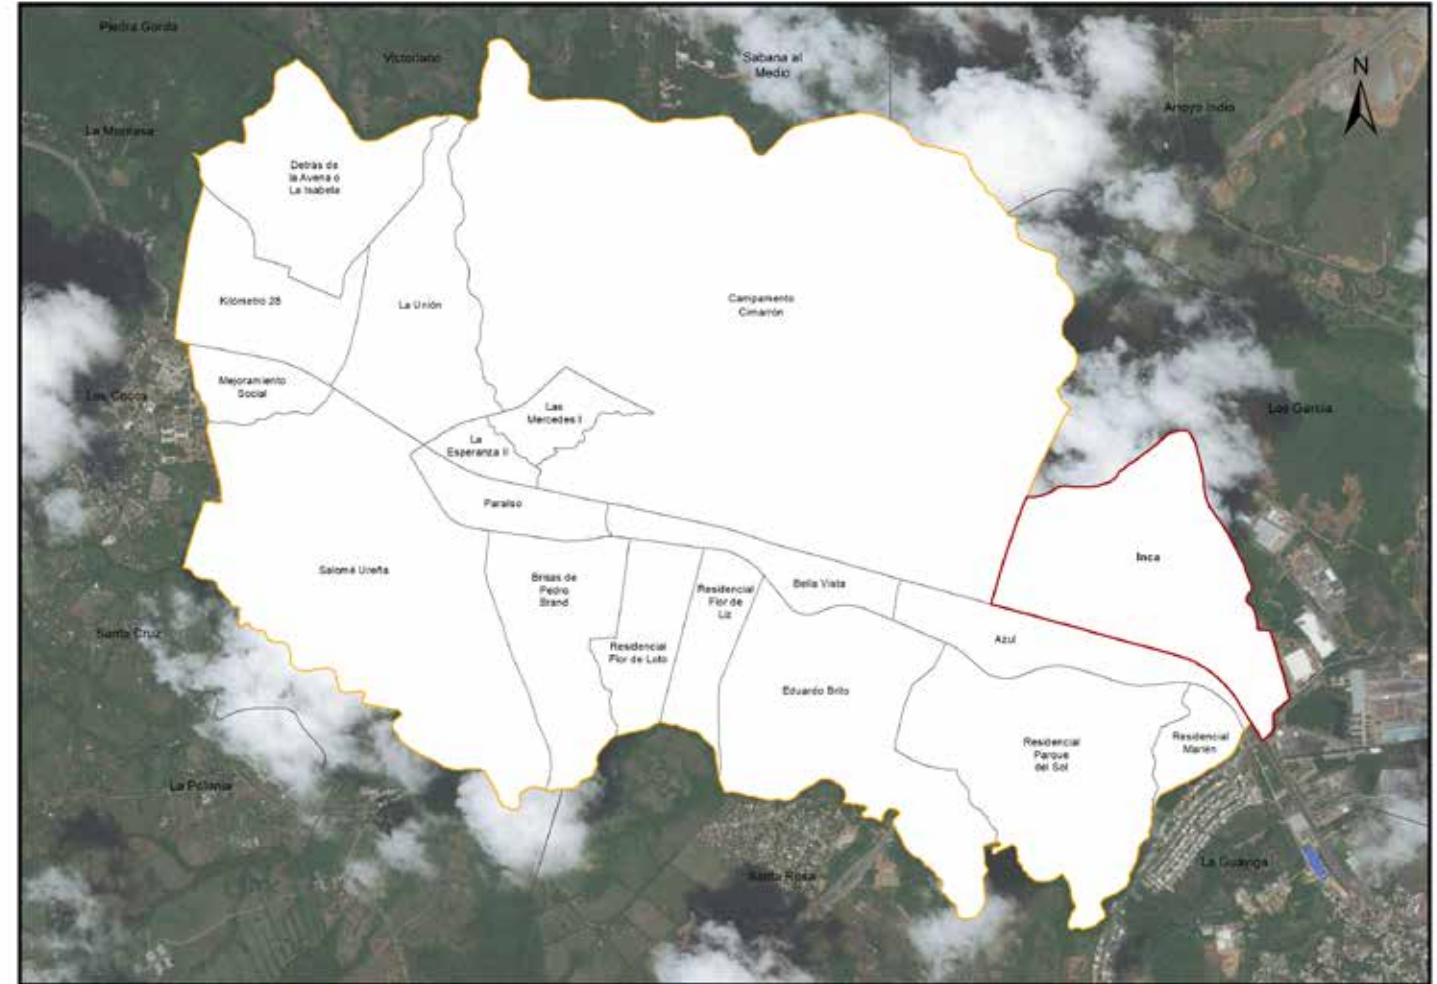 Piedra Gorda
Victoriano
Sabana al
Medio
N
Arroyo Indio
La Montesa
Detrás de
la Avena o
La Isabela
Kilómetro 28
La Unión
Campamento
Cimarrón
Mejoramiento
Social
Los Cocos
Las
Mercedes I
Los García
La
Esperanza II
Paraíso
Inca
Salomé Ureña
Brisas de
Pedro
Brand
Residencial
Flor de
Liz
Bella Vista
Santa Cruz
Residencial
Flor de Loto
Azul
Eduardo Brito
Residencial
Parque
del Sol
Residencial
Marién
La Polonia
Santa Rosa
La Guayiga